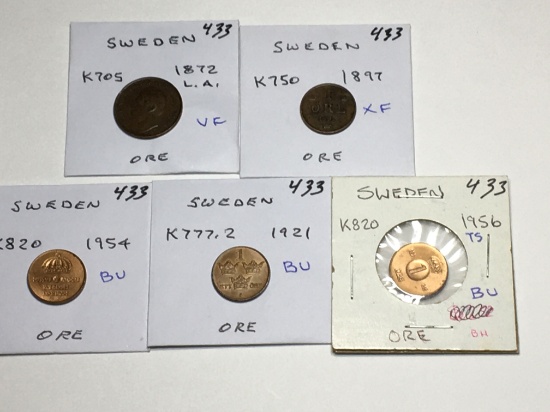 433
SWEDEN
K705 1872
L.A.
VF
ORE
433
SWEDEN
K750 1897
XF
ORE
433
SWEDEN
K820 1954
BU
ORE
433
SWEDEN
K777.2 1921
BU
ORE
SWEDEN 433
K820 1956
TS
1
BU
ORE
BH